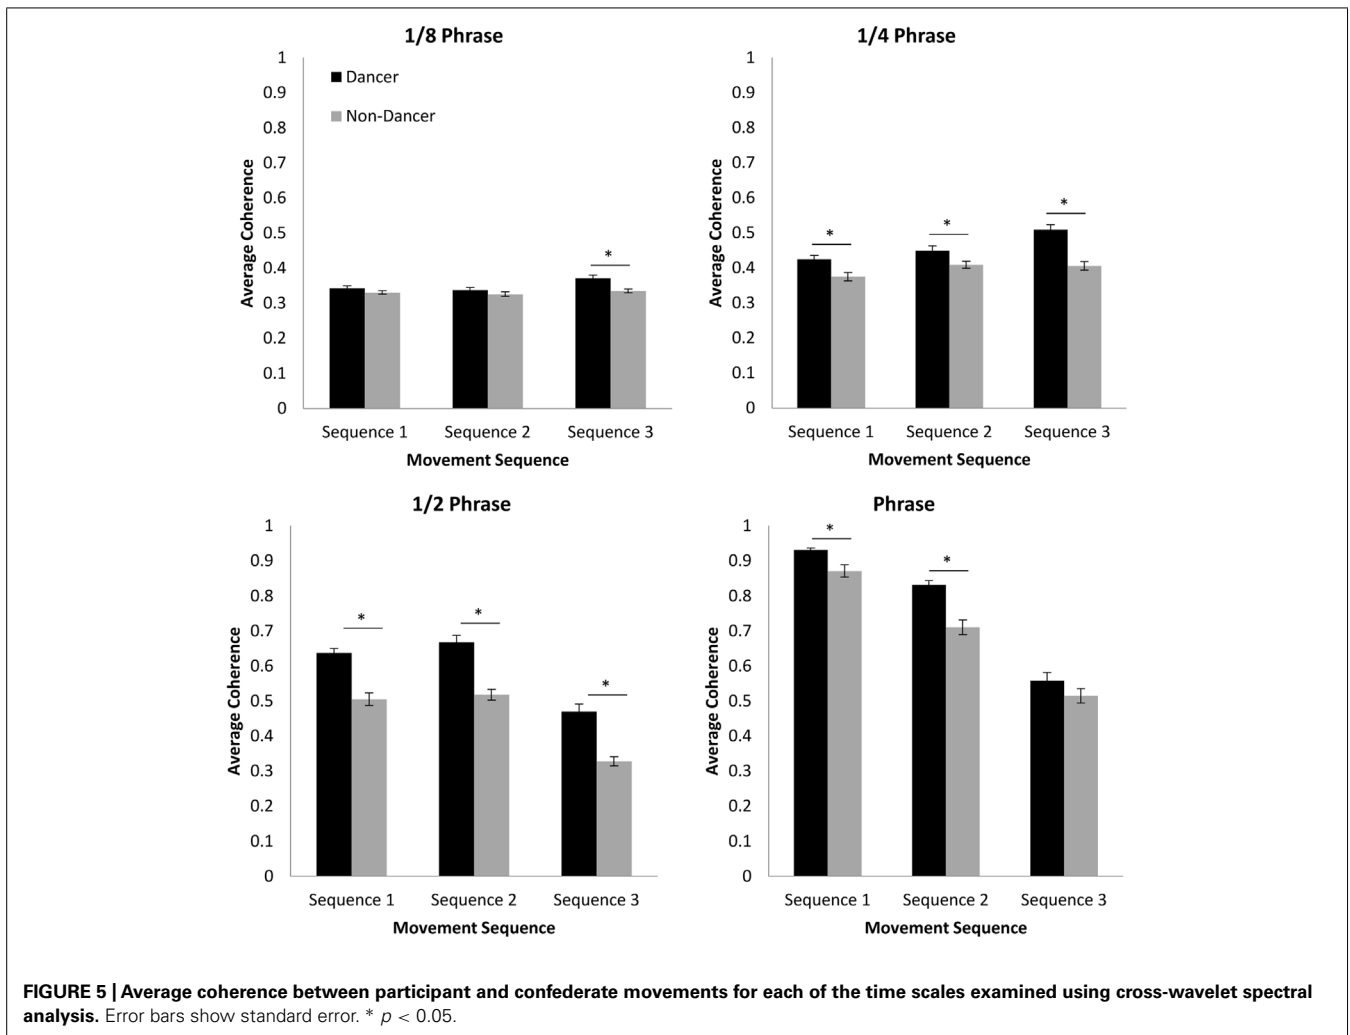 1/8 Phrase
1
0.9
0.8
0.7
0.6
0.5
0.4
0.3
0.2
0.1
0
Average Coherence
Dancer
Non-Dancer
*
Sequence 1 Sequence 2 Sequence 3
Movement Sequence
1/4 Phrase
1
0.9
0.8
0.7
0.6
0.5
0.4
0.3
0.2
0.1
0
Average Coherence
* * *
Sequence 1 Sequence 2 Sequence 3
Movement Sequence
1/2 Phrase
1
0.9
0.8
0.7
0.6
0.5
0.4
0.3
0.2
0.1
0
Average Coherence
* * *
Sequence 1 Sequence 2 Sequence 3
Movement Sequence
Phrase
1
0.9
0.8
0.7
0.6
0.5
0.4
0.3
0.2
0.1
0
Average Coherence
* *
Sequence 1 Sequence 2 Sequence 3
Movement Sequence
FIGURE 5 | Average coherence between participant and confederate movements for each of the time scales examined using cross-wavelet spectral
analysis. Error bars show standard error. * p < 0.05.